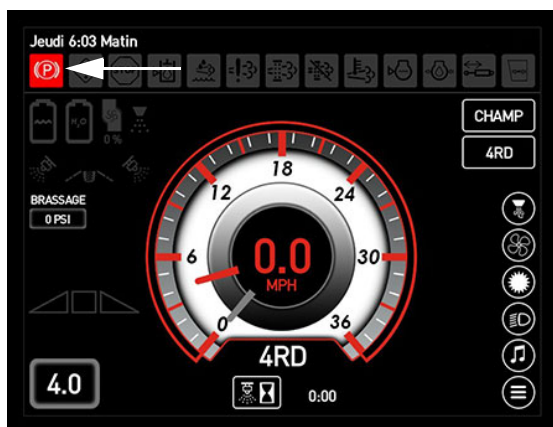 Jeudi 6:03 Matin
P
CHAMP
4RD
H₂O
0 %
BRASSAGE
0 PSI
0
6
12
18
24
30
36
0.0
MPH
4RD
4.0
0:00